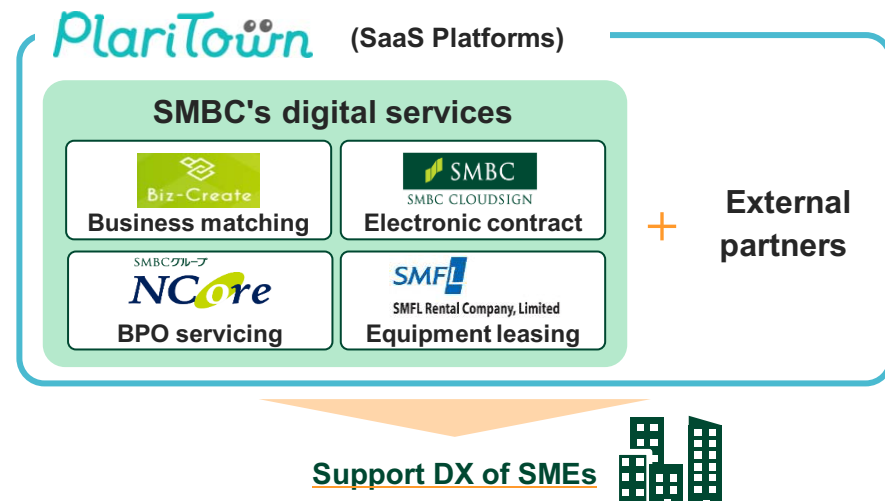 PlariTown (SaaS Platforms)
SMBC's digital services
Biz-Create
Business matching
SMBC
SMBC CLOUDSIGN
Electronic contract
SMBCグループ
NCore
BPO servicing
SMFL
SMFL Rental Company, Limited
Equipment leasing
+
External
partners
Support DX of SMEs